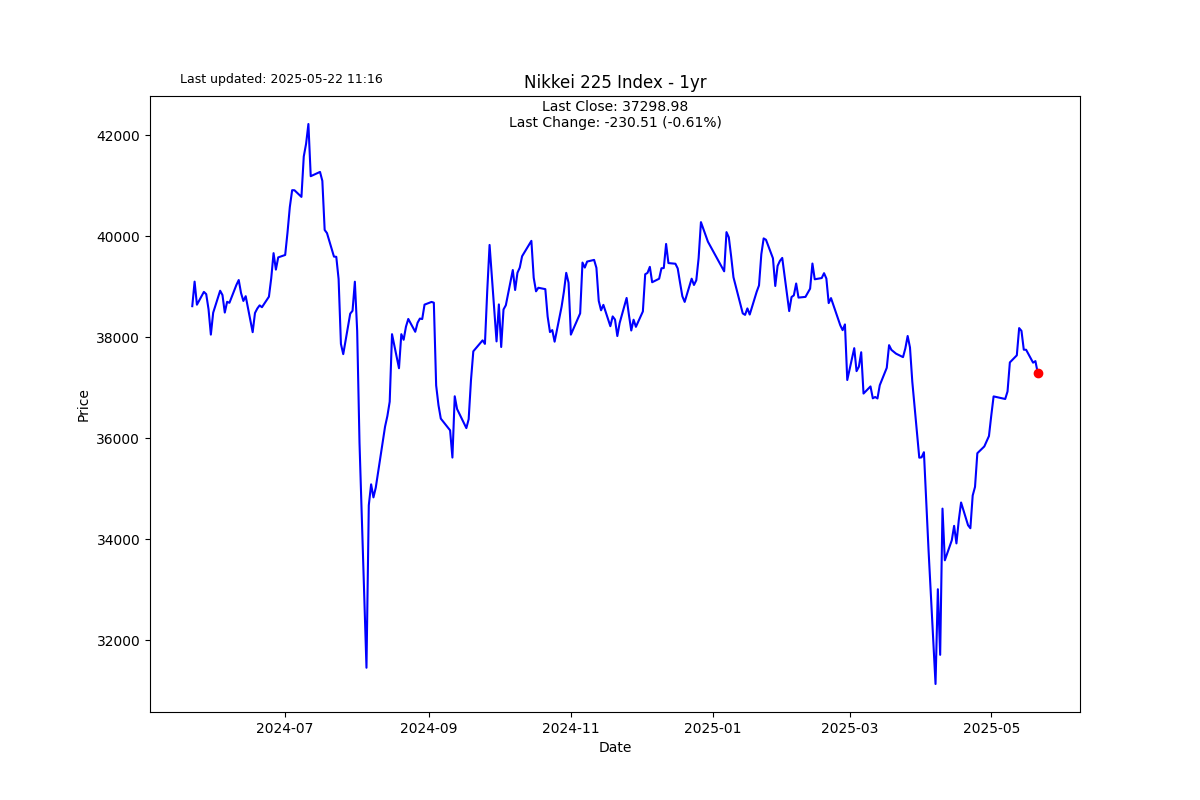 Last updated: 2025-05-22 11:16
Nikkei 225 Index - 1yr
Last Close: 37298.98
Last Change: -230.51 (-0.61%)
42000
40000
38000
36000
34000
32000
Price
2024-07
2024-09
2024-11
2025-01
2025-03
2025-05
Date